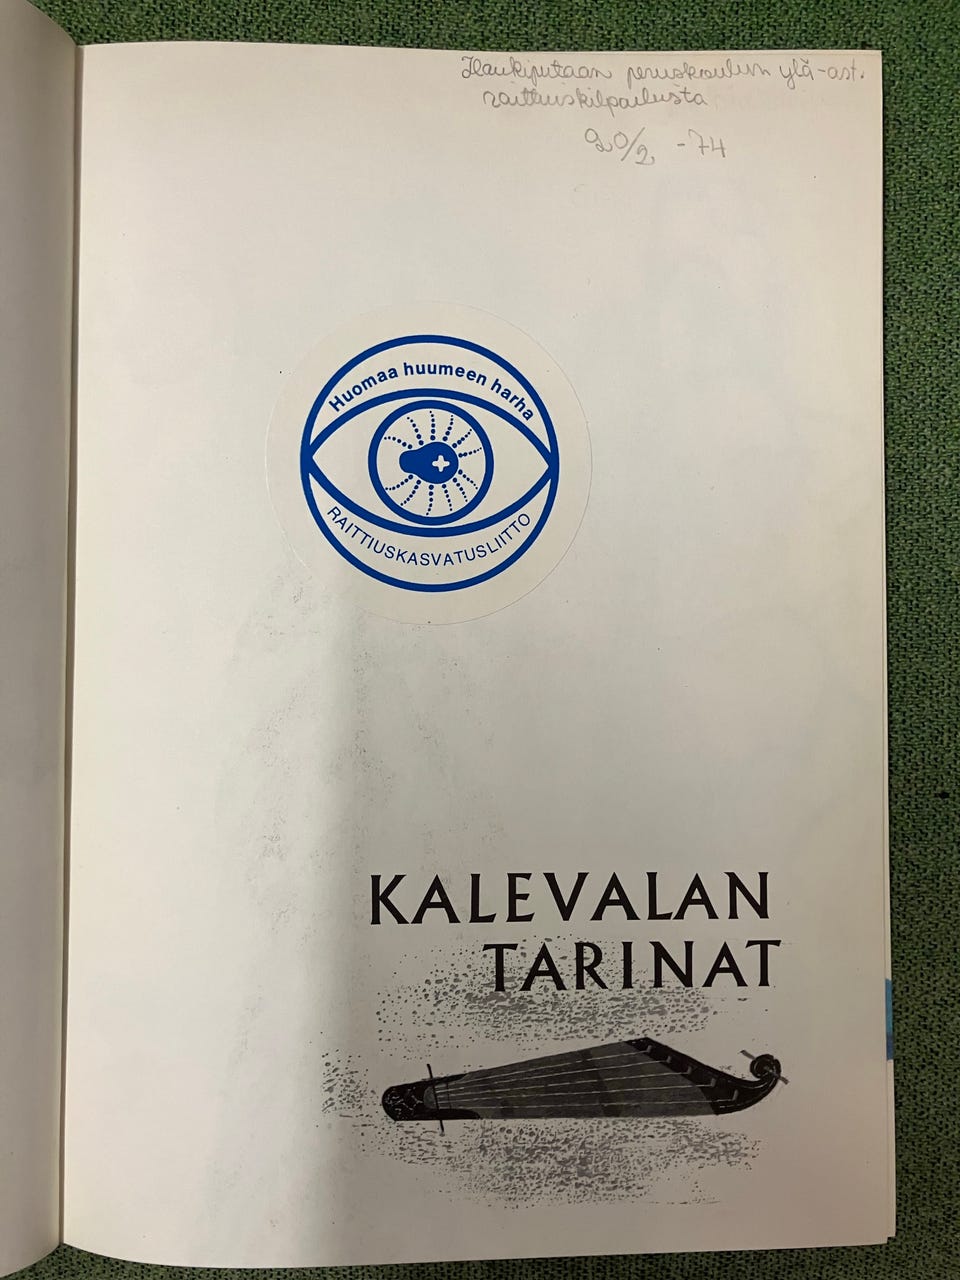 Haukiputaan peruskoulun ylä-ast.
raittiuskilpailusta
20/2 -74
Huomaa huumeen harha
RAITTIUSKASVATUSLIITTO
KALEVALAN
TARINAT